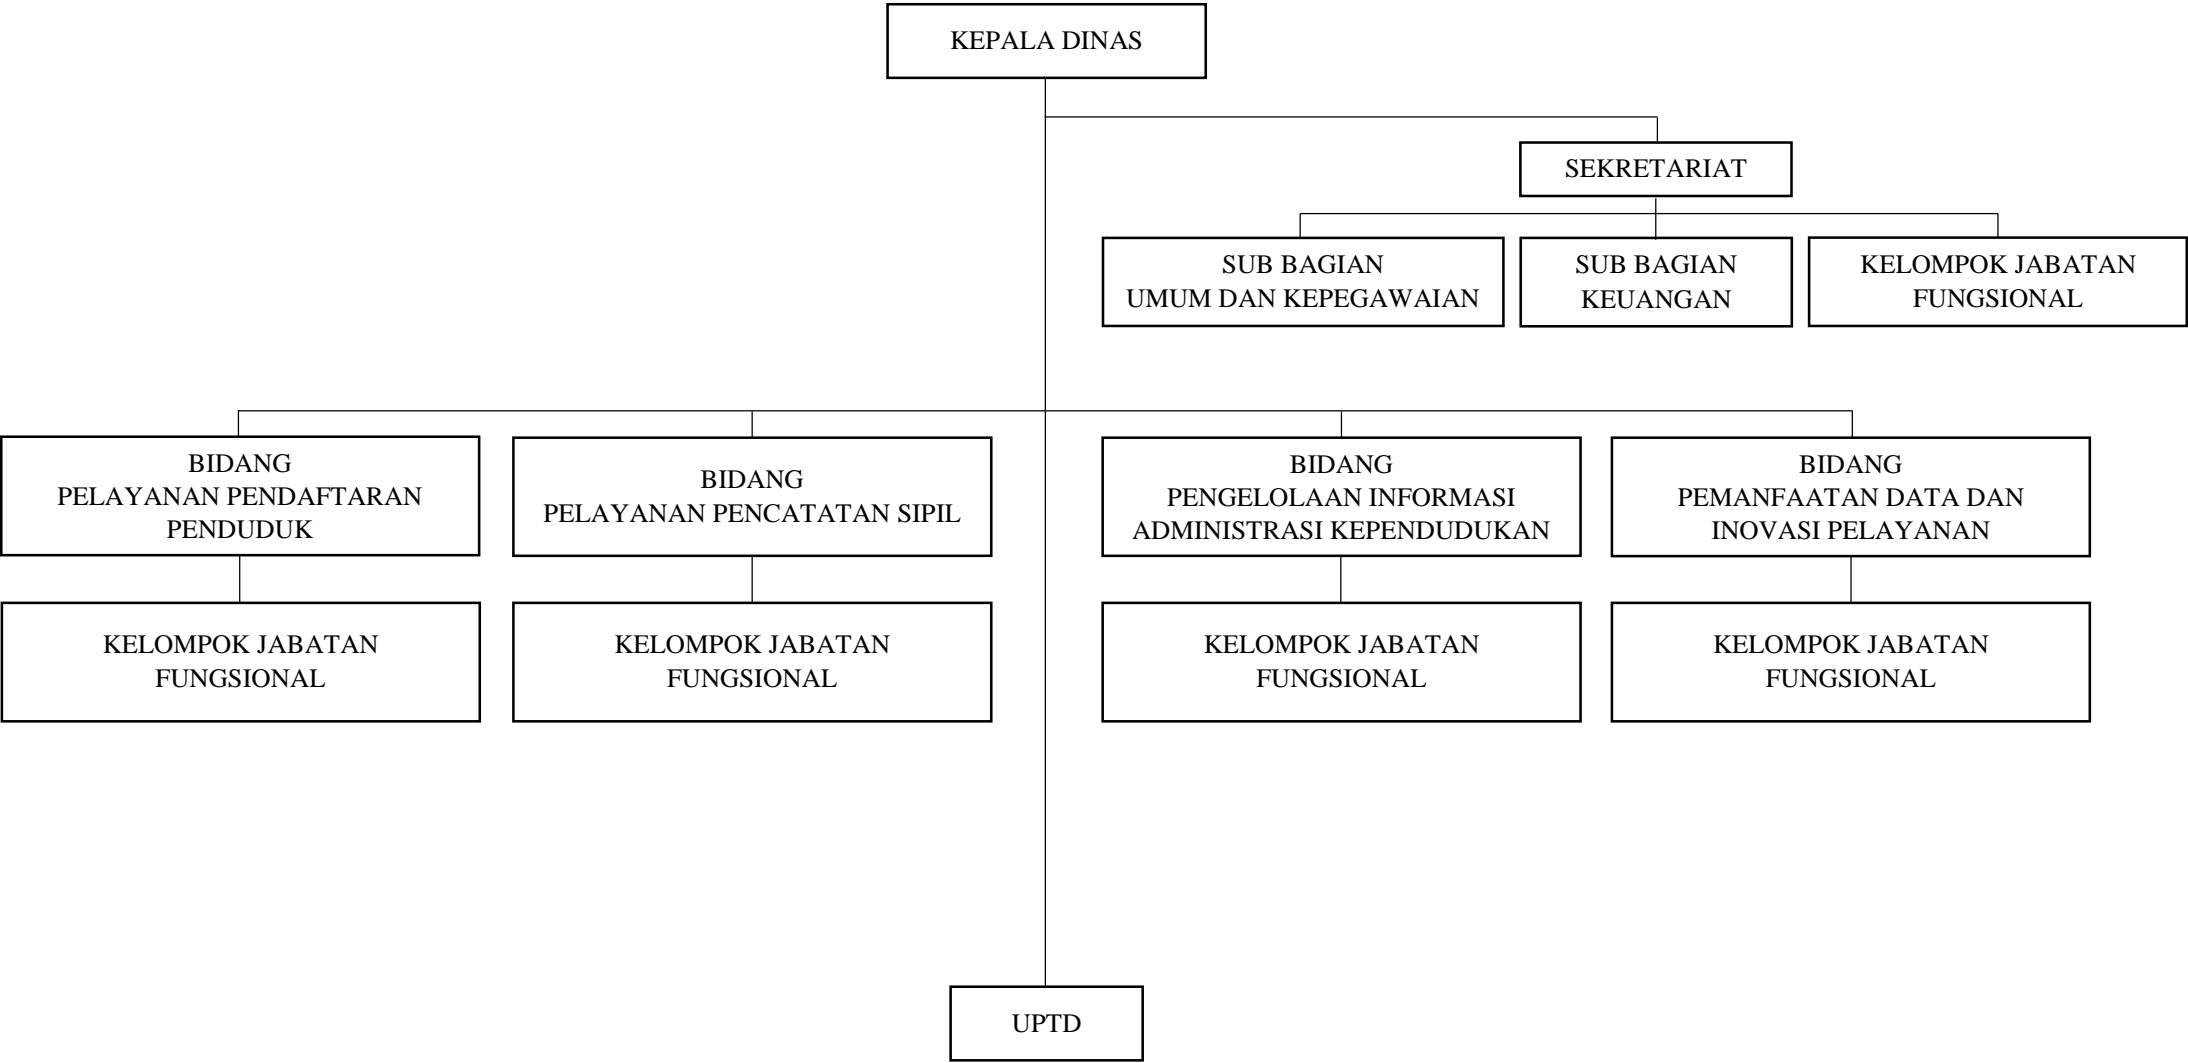 KEPALA DINAS
SEKRETARIAT
SUB BAGIAN
UMUM DAN KEPEGAWAIAN
SUB BAGIAN
KEUANGAN
KELOMPOK JABATAN
FUNGSIONAL
BIDANG
PELAYANAN PENDAFTARAN
PENDUDUK
BIDANG
PELAYANAN PENCATATAN SIPIL
BIDANG
PENGELOLAAN INFORMASI
ADMINISTRASI KEPENDUDUKAN
BIDANG
PEMANFAATAN DATA DAN
INOVASI PELAYANAN
KELOMPOK JABATAN
FUNGSIONAL
KELOMPOK JABATAN
FUNGSIONAL
KELOMPOK JABATAN
FUNGSIONAL
KELOMPOK JABATAN
FUNGSIONAL
UPTD